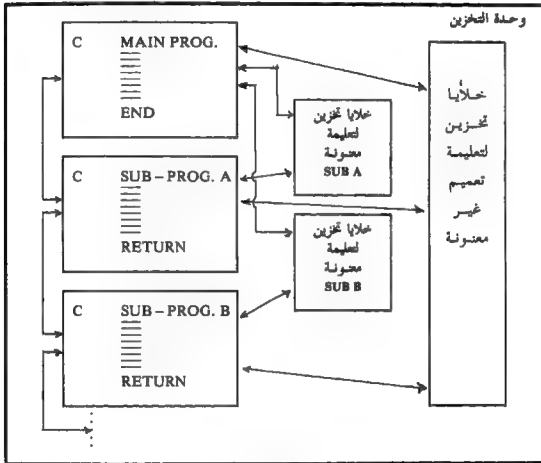 وحدة التخزين
C MAIN PROG.
END
خلايا تخزين
لتعليمة
معنونة
SUB A
خلأيا
تخزين
لتعليمة
تعميم
غير
معنونة
C SUB – PROG. A
RETURN
خلايا تخزين
لتعليمة
معنونة
SUB B
C SUB – PROG. B
RETURN